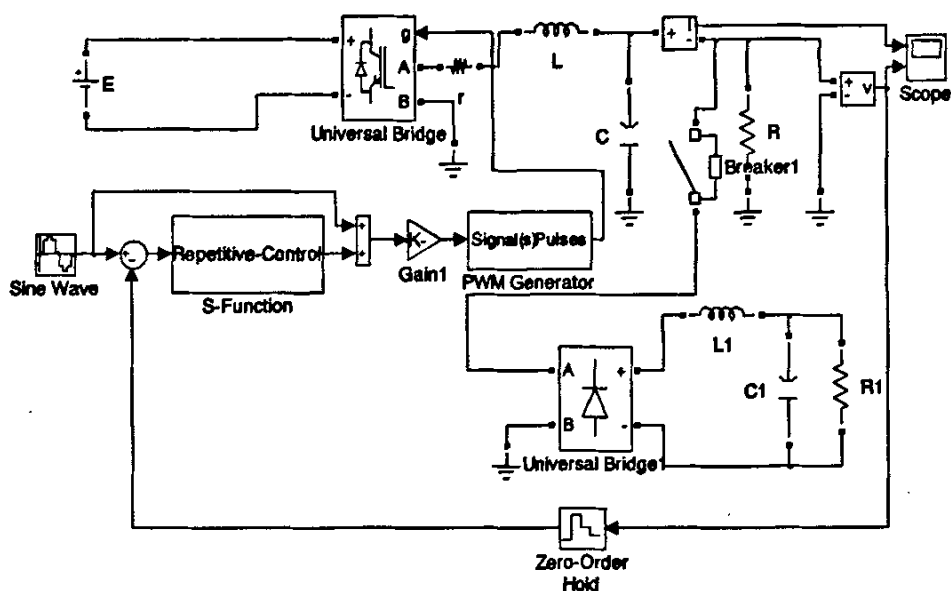 +
E
-
+
-
g
A
B
Universal Bridge
r
L
C
+
i
-
R
Breaker1
+
-
v
Scope
Sine Wave
+
-
Repetitive-Control
S-Function
+
+
K-
Gain1
Signal(s)Pulses
PWM Generator
A
B
+
-
Universal Bridge1
L1
C1
R1
Zero-Order
Hold